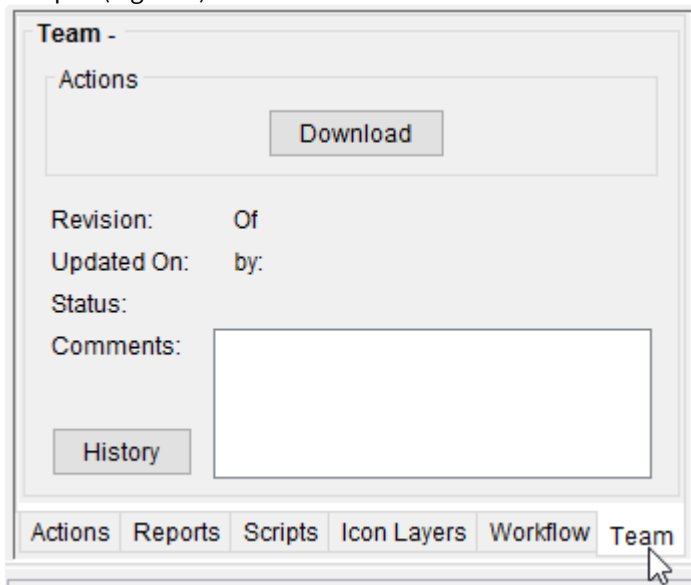 Team -
Actions
Download
Revision: Of
Updated On: by:
Status:
Comments:
History
Actions Reports Scripts Icon Layers Workflow Team